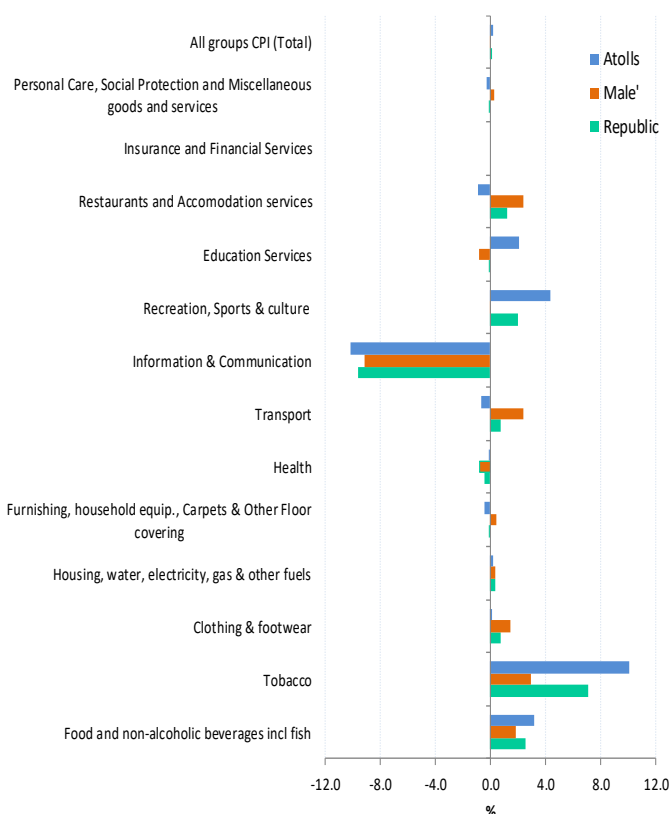 All groups CPI (Total)
Personal Care, Social Protection and Miscellaneous
goods and services
Insurance and Financial Services
Restaurants and Accomodation services
Education Services
Recreation, Sports & culture
Information & Communication
Transport
Health
Furnishing, household equip., Carpets & Other Floor
covering
Housing, water, electricity, gas & other fuels
Clothing & footwear
Tobacco
Food and non-alcoholic beverages incl fish
Atolls
Male'
Republic
-12.0 -8.0 -4.0 0.0 4.0 8.0 12.0
%